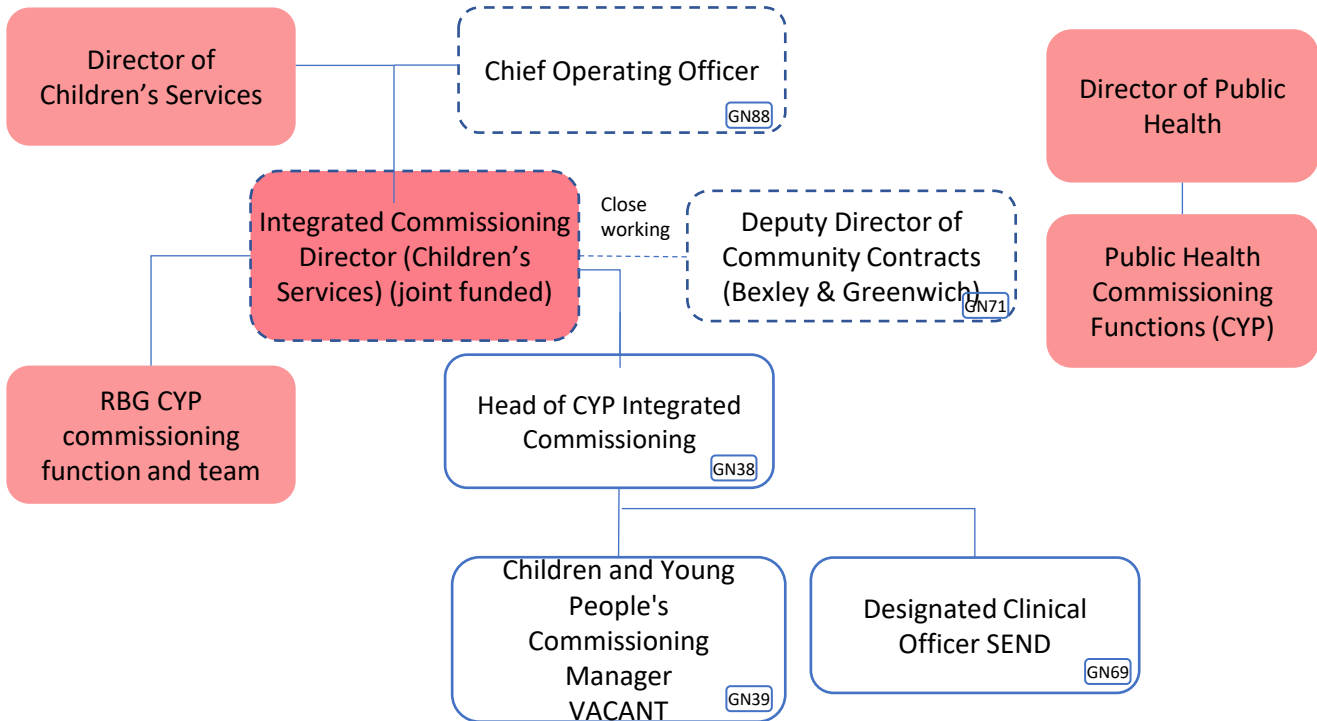 Director of
Children’s Services
Chief Operating Officer
GN88
Director of Public
Health
Integrated Commissioning
Director (Children’s
Services) (joint funded)
Close
working
Deputy Director of
Community Contracts
(Bexley & Greenwich)
GN71
Public Health
Commissioning
Functions (CYP)
RBG CYP
commissioning
function and team
Head of CYP Integrated
Commissioning
GN38
Children and Young
People's
Commissioning
Manager
VACANT
GN39
Designated Clinical
Officer SEND
GN69